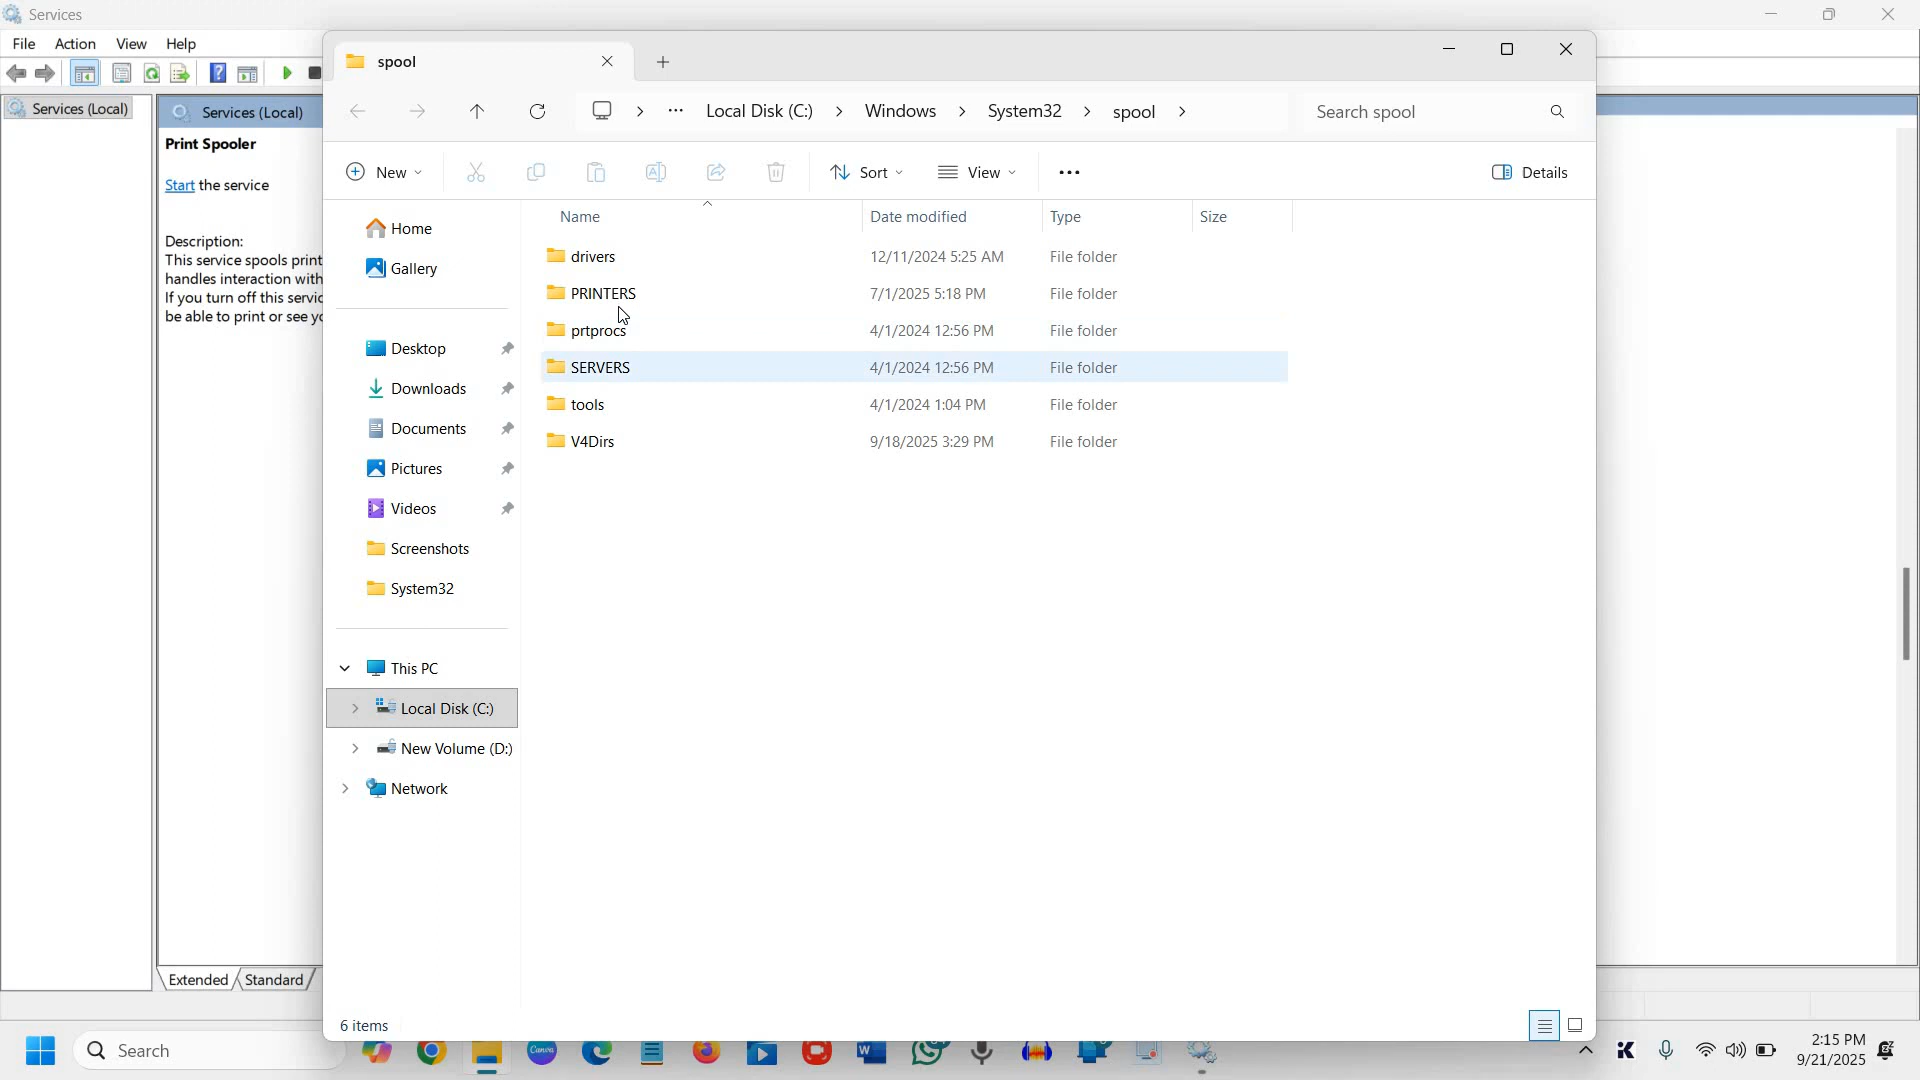 Services
File Action View Help
Services (Local)
Services (Local)
Print Spooler
Start the service
Description:
This service spools print
handles interaction with
If you turn off this servic
be able to print or see yo
Extended Standard
spool
Local Disk (C:) Windows System32 spool
Search spool
New
Sort
View
Details
Home
Gallery
Desktop
Downloads
Documents
Pictures
Videos
Screenshots
System32
This PC
Local Disk (C:)
New Volume (D:)
Network
Name Date modified Type Size
drivers 12/11/2024 5:25 AM File folder
PRINTERS 7/1/2025 5:18 PM File folder
prtprocs 4/1/2024 12:56 PM File folder
SERVERS 4/1/2024 12:56 PM File folder
tools 4/1/2024 1:04 PM File folder
V4Dirs 9/18/2025 3:29 PM File folder
6 items
Search
Canva
W
K
2:15 PM
9/21/2025